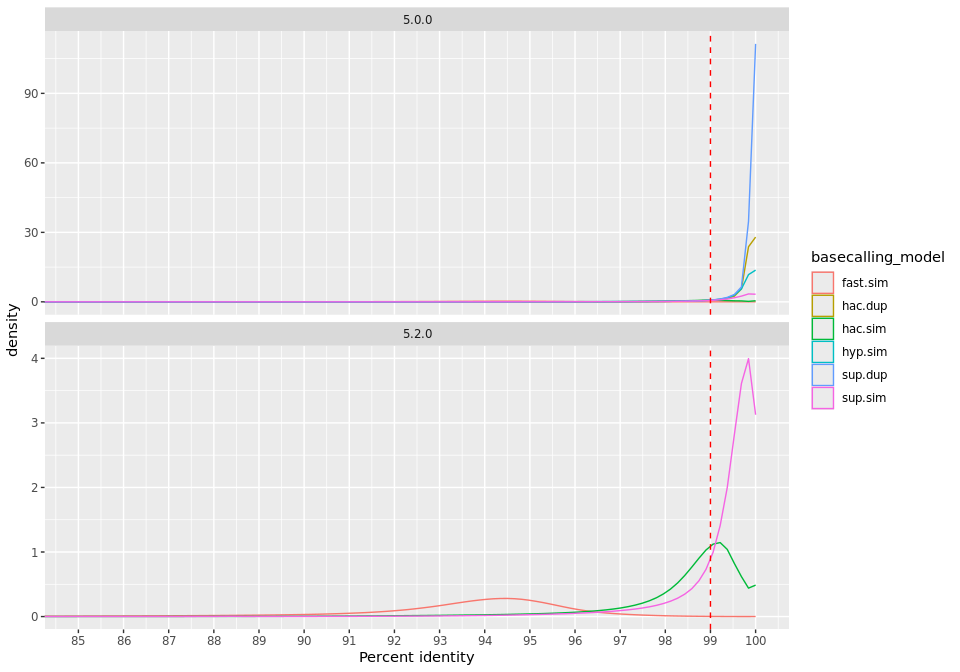 5.0.0
90
60
30
0
5.2.0
4
3
2
1
0
density
85 86 87 88 89 90 91 92 93 94 95 96 97 98 99 100
Percent identity
basecalling_model
fast.sim
hac.dup
hac.sim
hyp.sim
sup.dup
sup.sim